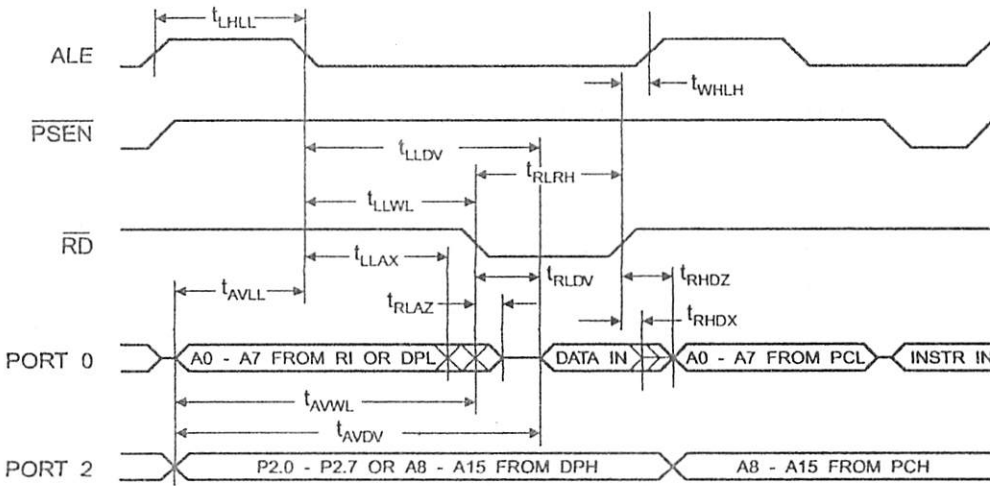 tLHLL
ALE
tWHLH
PSEN
tLLDV
tRLRH
tLLWL
RD
tLLAX
tRLDV
tRHDZ
tAVLL
tRLAZ
tRHDX
PORT 0
A0 - A7 FROM RI OR DPL
DATA IN
A0 - A7 FROM PCL
INSTR IN
tAVWL
tAVDV
PORT 2
P2.0 - P2.7 OR A8 - A15 FROM DPH
A8 - A15 FROM PCH